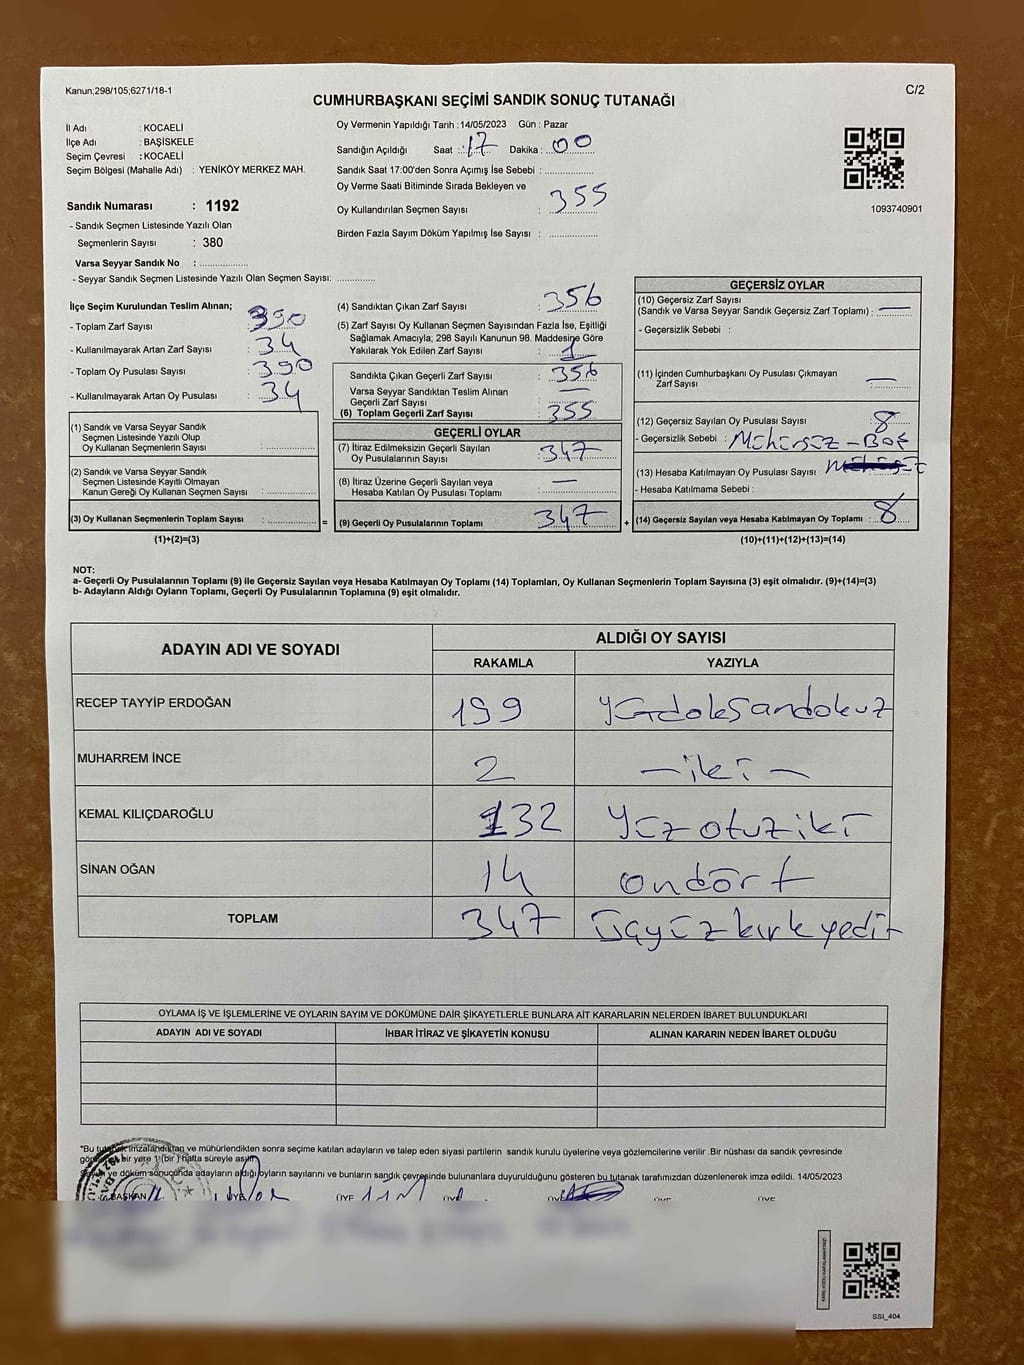 Kanun;298/105;6271/18-1
C/2
CUMHURBAŞKANI SEÇİMİ SANDIK SONUÇ TUTANAĞI
İl Adı : KOCAELİ
İlçe Adı : BAŞİSKELE
Seçim Çevresi : KOCAELİ
Seçim Bölgesi (Mahalle Adı) : YENİKÖY MERKEZ MAH.
Sandık Numarası : 1192
- Sandık Seçmen Listesinde Yazılı Olan
Seçmenlerin Sayısı : 380
Varsa Seyyar Sandık No : ..............
- Seyyar Sandık Seçmen Listesinde Yazılı Olan Seçmen Sayısı: ............
Oy Vermenin Yapıldığı Tarih :14/05/2023 Gün : Pazar
Sandığın Açıldığı Saat : 17 Dakika : 00
Sandık Saat 17:00'den Sonra Açımış İse Sebebi : ..............
Oy Verme Saati Bitiminde Sırada Bekleyen ve
Oy Kullandırılan Seçmen Sayısı : 355
Birden Fazla Sayım Döküm Yapılmış İse Sayısı : ..............
1093740901
İlçe Seçim Kurulundan Teslim Alınan;
- Toplam Zarf Sayısı : 390
- Kullanılmayarak Artan Zarf Sayısı : 34
- Toplam Oy Pusulası Sayısı : 390
- Kullanılmayarak Artan Oy Pusulası : 34
(1) Sandık ve Varsa Seyyar Sandık
Seçmen Listesinde Yazılı Olup
Oy Kullanan Seçmenlerin Sayısı : ..............
(2) Sandık ve Varsa Seyyar Sandık
Seçmen Listesinde Kayıtlı Olmayan
Kanun Gereği Oy Kullanan Seçmen Sayısı : ..............
(3) Oy Kullanan Seçmenlerin Toplam Sayısı : ..............
(1)+(2)=(3)
(4) Sandıktan Çıkan Zarf Sayısı : 356
(5) Zarf Sayısı Oy Kullanan Seçmen Sayısından Fazla İse, Eşitliği
Sağlamak Amacıyla; 298 Sayılı Kanunun 98. Maddesine Göre
Yakılarak Yok Edilen Zarf Sayısı : 1
Sandıkta Çıkan Geçerli Zarf Sayısı : 356
Varsa Seyyar Sandıktan Teslim Alınan
Geçerli Zarf Sayısı : —
(6) Toplam Geçerli Zarf Sayısı : 355
GEÇERLİ OYLAR
(7) İtiraz Edilmeksizin Geçerli Sayılan
Oy Pusulalarının Sayısı : 347
(8) İtiraz Üzerine Geçerli Sayılan veya
Hesaba Katılan Oy Pusulası Toplamı : —
= (9) Geçerli Oy Pusulalarının Toplamı : 347 +
GEÇERSİZ OYLAR
(10) Geçersiz Zarf Sayısı
(Sandık ve Varsa Seyyar Sandık Geçersiz Zarf Toplamı) : —
- Geçersizlik Sebebi :
(11) İçinden Cumhurbaşkanı Oy Pusulası Çıkmayan
Zarf Sayısı : —
(12) Geçersiz Sayılan Oy Pusulası Sayısı : 8
- Geçersizlik Sebebi : Mühürsüz - Boş
(13) Hesaba Katılmayan Oy Pusulası Sayısı
- Hesaba Katılmama Sebebi :
(14) Geçersiz Sayılan veya Hesaba Katılmayan Oy Toplamı : 8
(10)+(11)+(12)+(13)=(14)
NOT:
a- Geçerli Oy Pusulalarının Toplamı (9) ile Geçersiz Sayılan veya Hesaba Katılmayan Oy Toplamı (14) Toplamları, Oy Kullanan Seçmenlerin Toplam Sayısına (3) eşit olmalıdır. (9)+(14)=(3)
b- Adayların Aldığı Oyların Toplamı, Geçerli Oy Pusulalarının Toplamına (9) eşit olmalıdır.
ADAYIN ADI VE SOYADI ALDIĞI OY SAYISI
RAKAMLA YAZIYLA
RECEP TAYYİP ERDOĞAN 199 yüzdoksandokuz
MUHARREM İNCE 2 - iki -
KEMAL KILIÇDAROĞLU 132 Yüzotuziki
SİNAN OĞAN 14 ondört
TOPLAM 347 üçyüzkırkyedi
OYLAMA İŞ VE İŞLEMLERİNE VE OYLARIN SAYIM VE DÖKÜMÜNE DAİR ŞİKAYETLERLE BUNLARA AİT KARARLARIN NELERDEN İBARET BULUNDUKLARI
ADAYIN ADI VE SOYADI İHBAR İTİRAZ VE ŞİKAYETİN KONUSU ALINAN KARARIN NEDEN İBARET OLDUĞU
*Bu tutanak imzalandıktan ve mühürlendikten sonra seçime katılan adayların ve talep eden siyasi partilerin sandık kurulu üyelerine veya gözlemcilerine verilir .Bir nüshası da sandık çevresinde
görülecek bir yere 1(bir) hafta süreyle asılır.
Sayım ve döküm sonucunda adayların aldığı oyların sayılarını ve bunların sandık çevresinde bulunanlara duyurulduğunu gösteren bu tutanak tarafımızdan düzenlenerek imza edildi. 14/05/2023
BAŞKAN ÜYE ÜYE ÜYE ÜYE ÜYE ÜYE
SSI_404